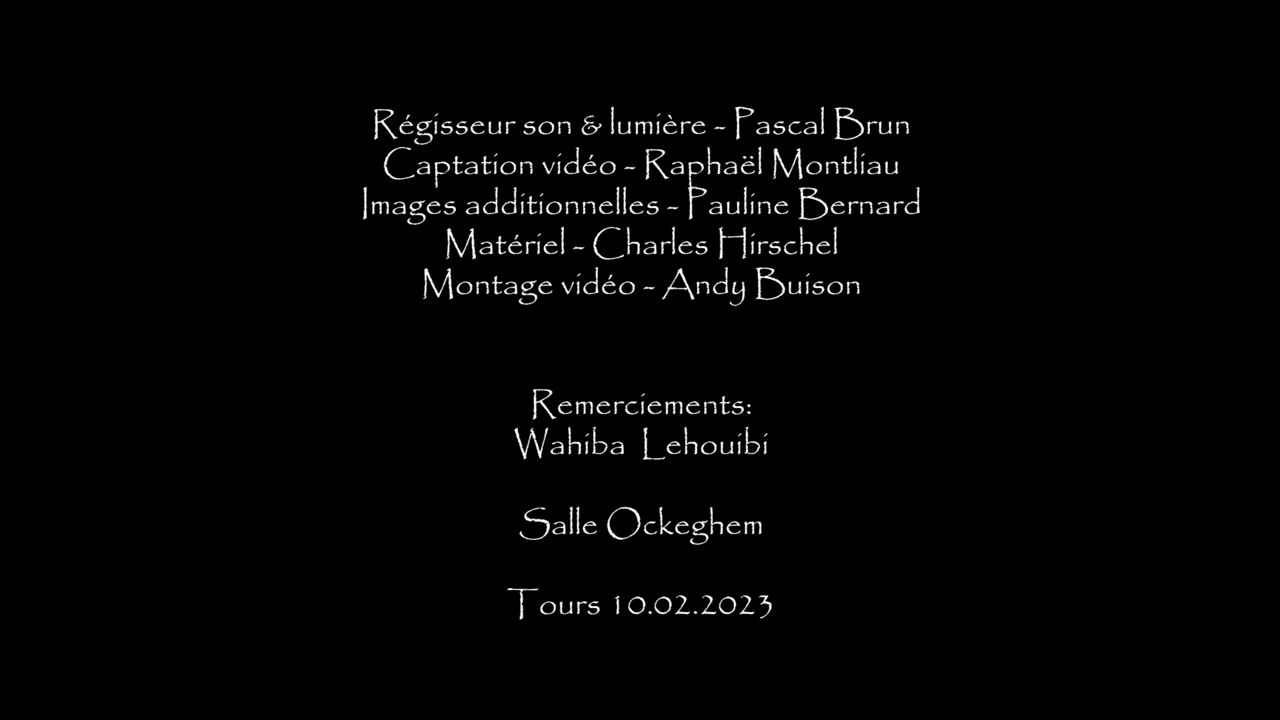 Régisseur son & lumière - Pascal Brun
Captation vidéo - Raphaël Montliau
Images additionnelles - Pauline Bernard
Matériel - Charles Hirschel
Montage vidéo - Andy Buison
Remerciements:
Wahiba Lehouibi
Salle Ockeghem
Tours 10.02.2023